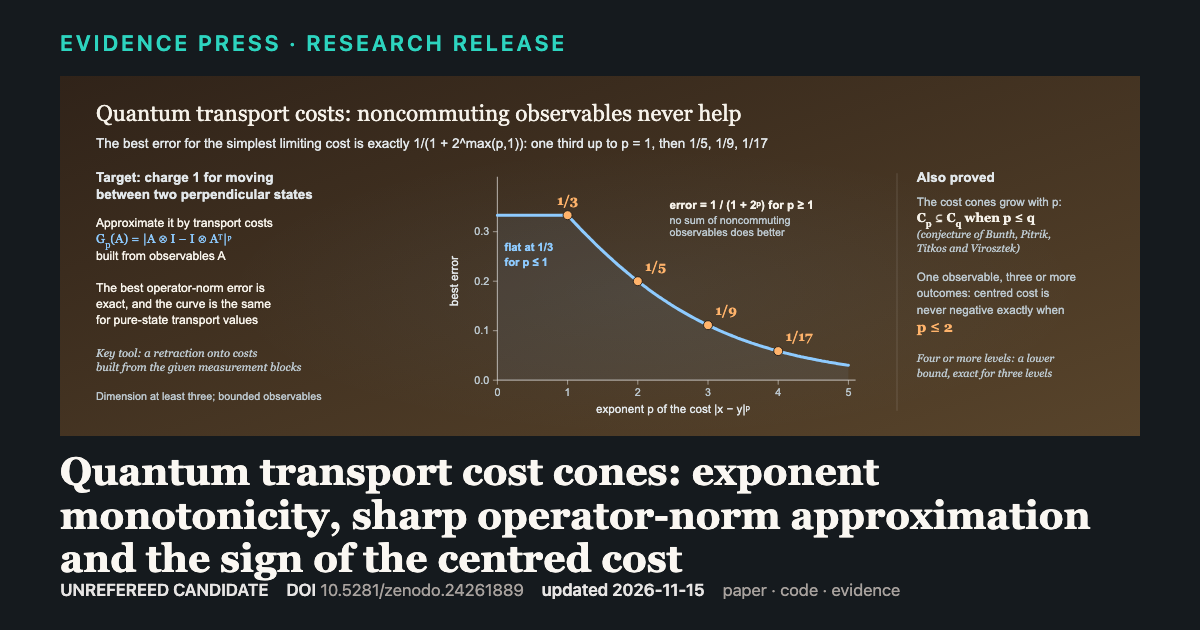 EVIDENCE PRESS · RESEARCH RELEASE
Quantum transport costs: noncommuting observables never help
The best error for the simplest limiting cost is exactly 1/(1 + 2^max(p,1)): one third up to p = 1, then 1/5, 1/9, 1/17
Target: charge 1 for moving
between two perpendicular states
Approximate it by transport costs
Gₚ(A) = |A ⊗ I − I ⊗ Aᵀ|ᵖ
built from observables A
The best operator-norm error is
exact, and the curve is the same
for pure-state transport values
Key tool: a retraction onto costs
built from the given measurement blocks
Dimension at least three; bounded observables
best error
0.3
0.2
0.1
0.0
0 1 2 3 4 5
exponent p of the cost |x − y|ᵖ
1/3
1/5
1/9
1/17
flat at 1/3
for p ≤ 1
error = 1 / (1 + 2ᵖ) for p ≥ 1
no sum of noncommuting
observables does better
Also proved
The cost cones grow with p:
C_p ⊆ C_q when p ≤ q
(conjecture of Bunth, Pitrik,
Titkos and Virosztek)
One observable, three or more
outcomes: centred cost is
never negative exactly when
p ≤ 2
Four or more levels: a lower
bound, exact for three levels
Quantum transport cost cones: exponent
monotonicity, sharp operator-norm approximation
and the sign of the centred cost
UNREFEREED CANDIDATE DOI 10.5281/zenodo.24261889 updated 2026-11-15 paper · code · evidence